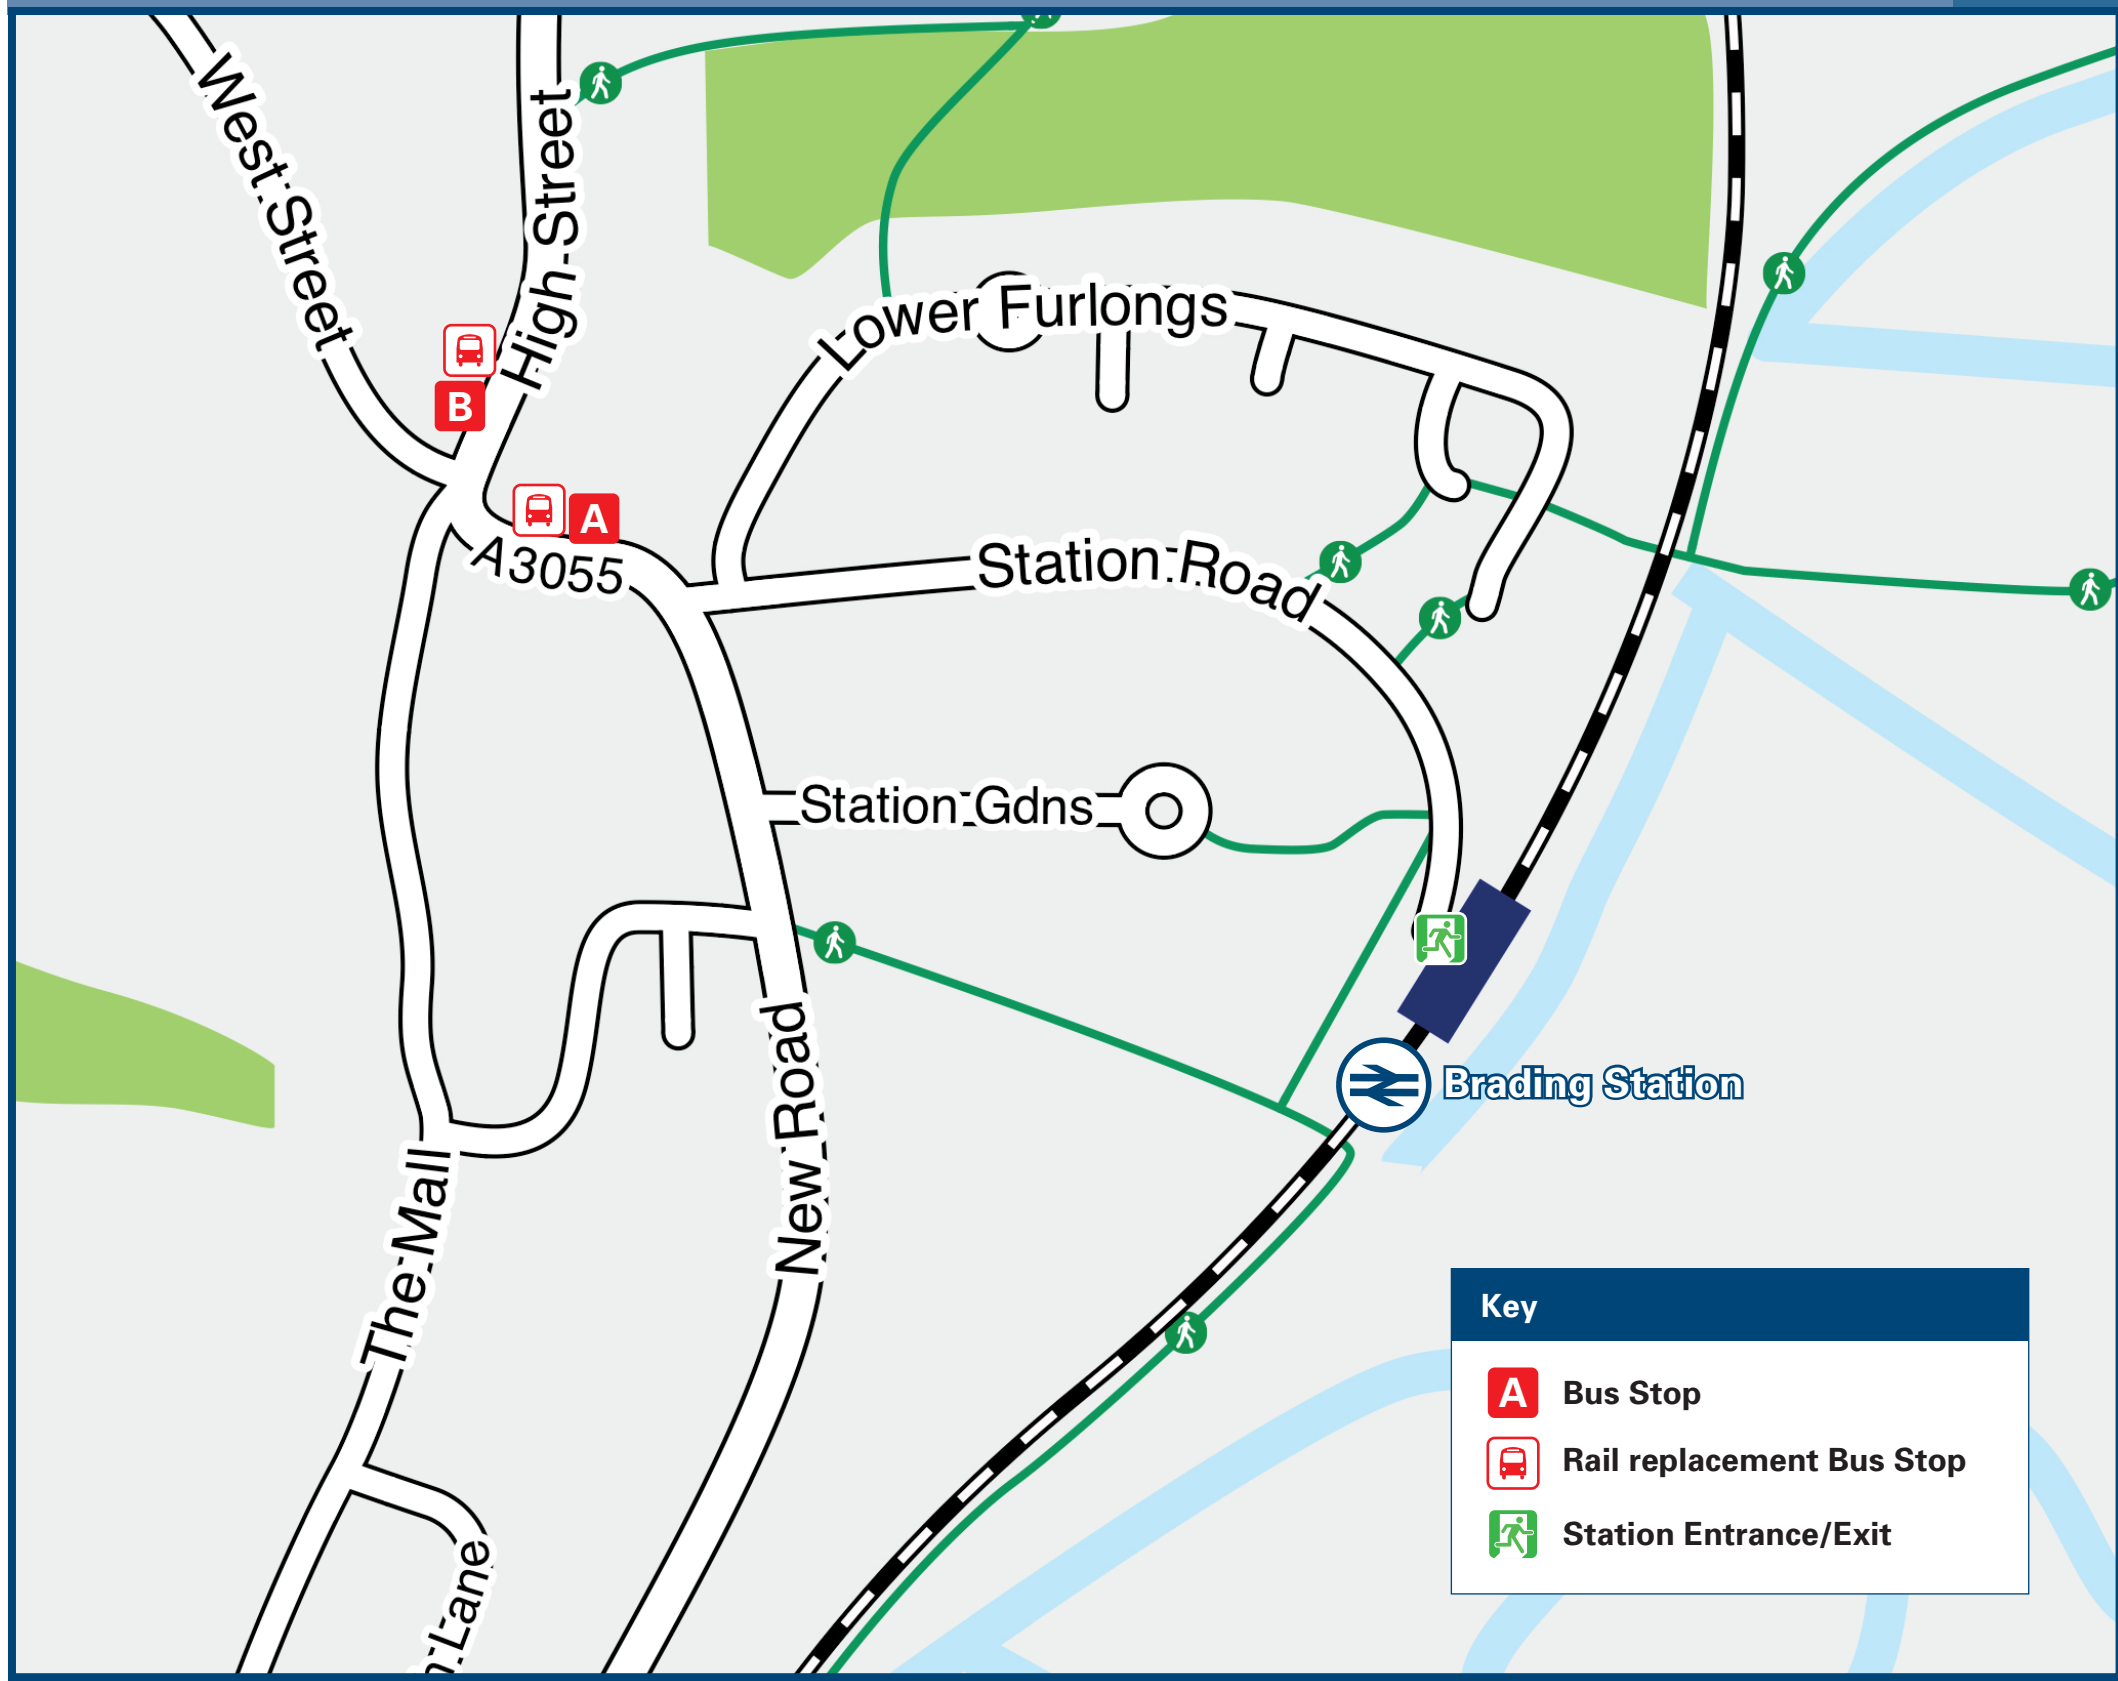 West Street
High Street
B
A
A3055
Lower Furlongs
Station Road
Station Gdns
New Road
The Mall
Brading Station
Lane
Key
A Bus Stop
Rail replacement Bus Stop
Station Entrance/Exit